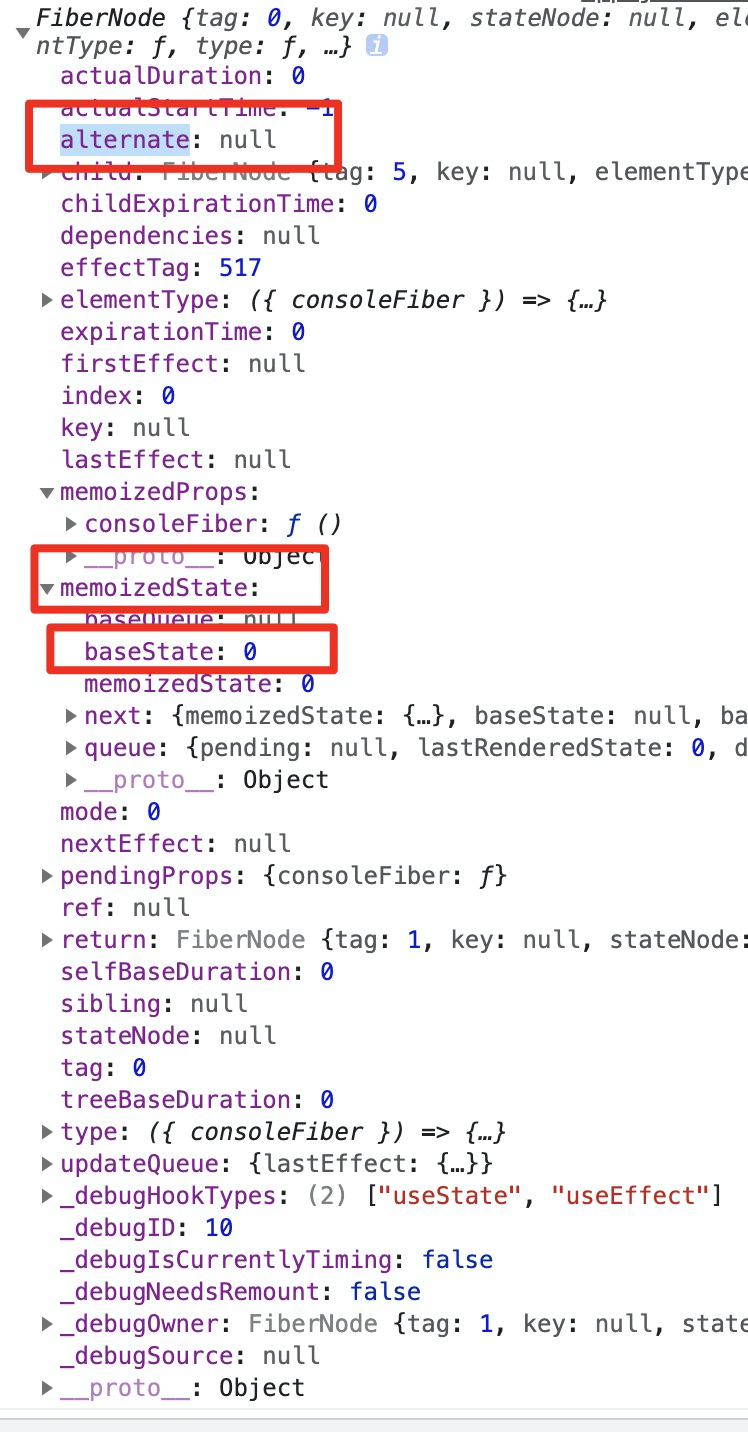 FiberNode {tag: 0, key: null, stateNode: null, ele
ntType: ƒ, type: ƒ, …} i
actualDuration: 0
actualStartTime: -1
alternate: null
child: FiberNode {tag: 5, key: null, elementType
childExpirationTime: 0
dependencies: null
effectTag: 517
elementType: ({ consoleFiber }) => {…}
expirationTime: 0
firstEffect: null
index: 0
key: null
lastEffect: null
memoizedProps:
consoleFiber: ƒ ()
__proto__: Object
memoizedState:
baseQueue: null
baseState: 0
memoizedState: 0
next: {memoizedState: {…}, baseState: null, ba
queue: {pending: null, lastRenderedState: 0, d
__proto__: Object
mode: 0
nextEffect: null
pendingProps: {consoleFiber: ƒ}
ref: null
return: FiberNode {tag: 1, key: null, stateNode:
selfBaseDuration: 0
sibling: null
stateNode: null
tag: 0
treeBaseDuration: 0
type: ({ consoleFiber }) => {…}
updateQueue: {lastEffect: {…}}
_debugHookTypes: (2) ["useState", "useEffect"]
_debugID: 10
_debugIsCurrentlyTiming: false
_debugNeedsRemount: false
_debugOwner: FiberNode {tag: 1, key: null, state
_debugSource: null
__proto__: Object